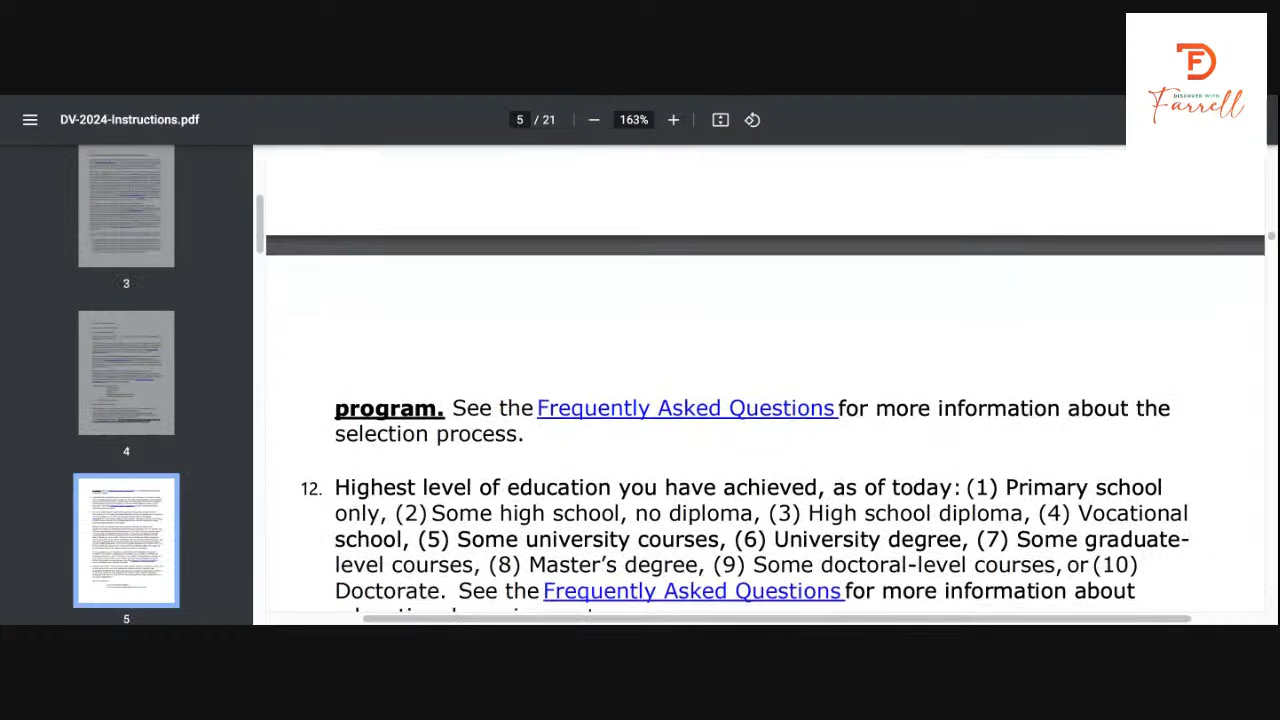 DISCOVER WITH
Farrell
DV-2024-Instructions.pdf
5 / 21
163%
3
4
5
program. See the Frequently Asked Questions for more information about the
selection process.
12. Highest level of education you have achieved, as of today: (1) Primary school
only, (2) Some high school, no diploma, (3) High school diploma, (4) Vocational
school, (5) Some university courses, (6) University degree, (7) Some graduate-
level courses, (8) Master's degree, (9) Some doctoral-level courses, or (10)
Doctorate. See the Frequently Asked Questions for more information about